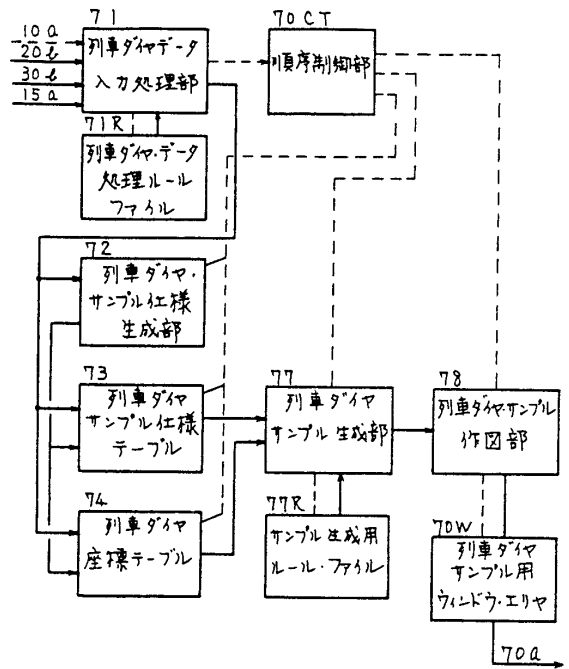 71
70CT
10a
20l
30l
15a
列車ダイヤデータ
入力処理部
順序制御部
71R
列車ダイヤ・データ
処理ルール
ファイル
72
列車ダイヤ・
サンプル仕様
生成部
73
列車ダイヤ
サンプル仕様
テーブル
77
列車ダイヤ
サンプル生成部
78
列車ダイヤ・サンプル
作図部
74
列車ダイヤ
座標テーブル
77R
サンプル生成用
ルール・ファイル
70W
列車ダイヤ
サンプル用
ウィンドウ・エリヤ
70a